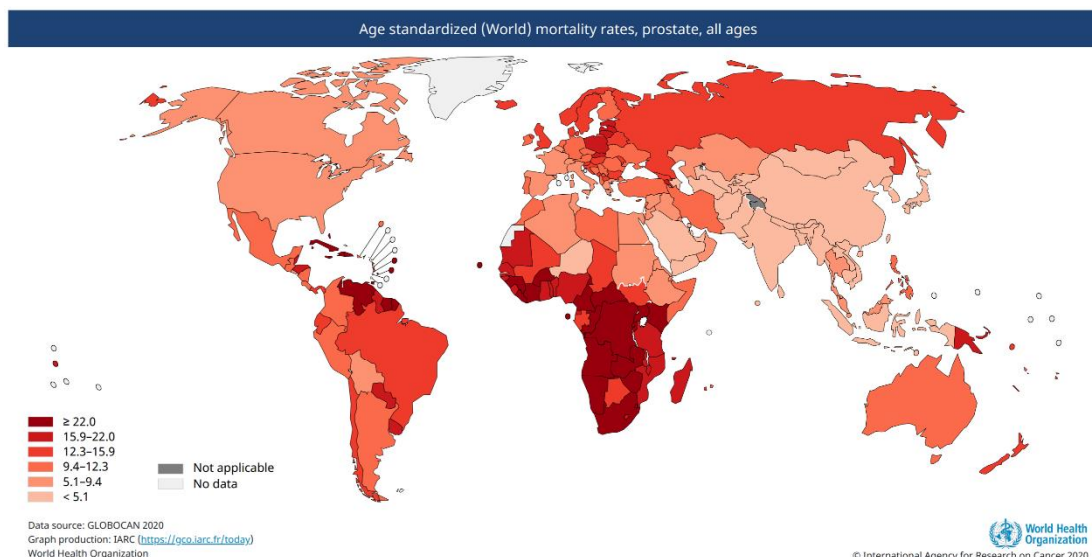 Age standardized (World) mortality rates, prostate, all ages
≥ 22.0
15.9–22.0
12.3–15.9
9.4–12.3
5.1–9.4
< 5.1
Not applicable
No data
Data source: GLOBOCAN 2020
Graph production: IARC (https://gco.iarc.fr/today)
World Health Organization
World Health
Organization
© International Agency for Research on Cancer 2020